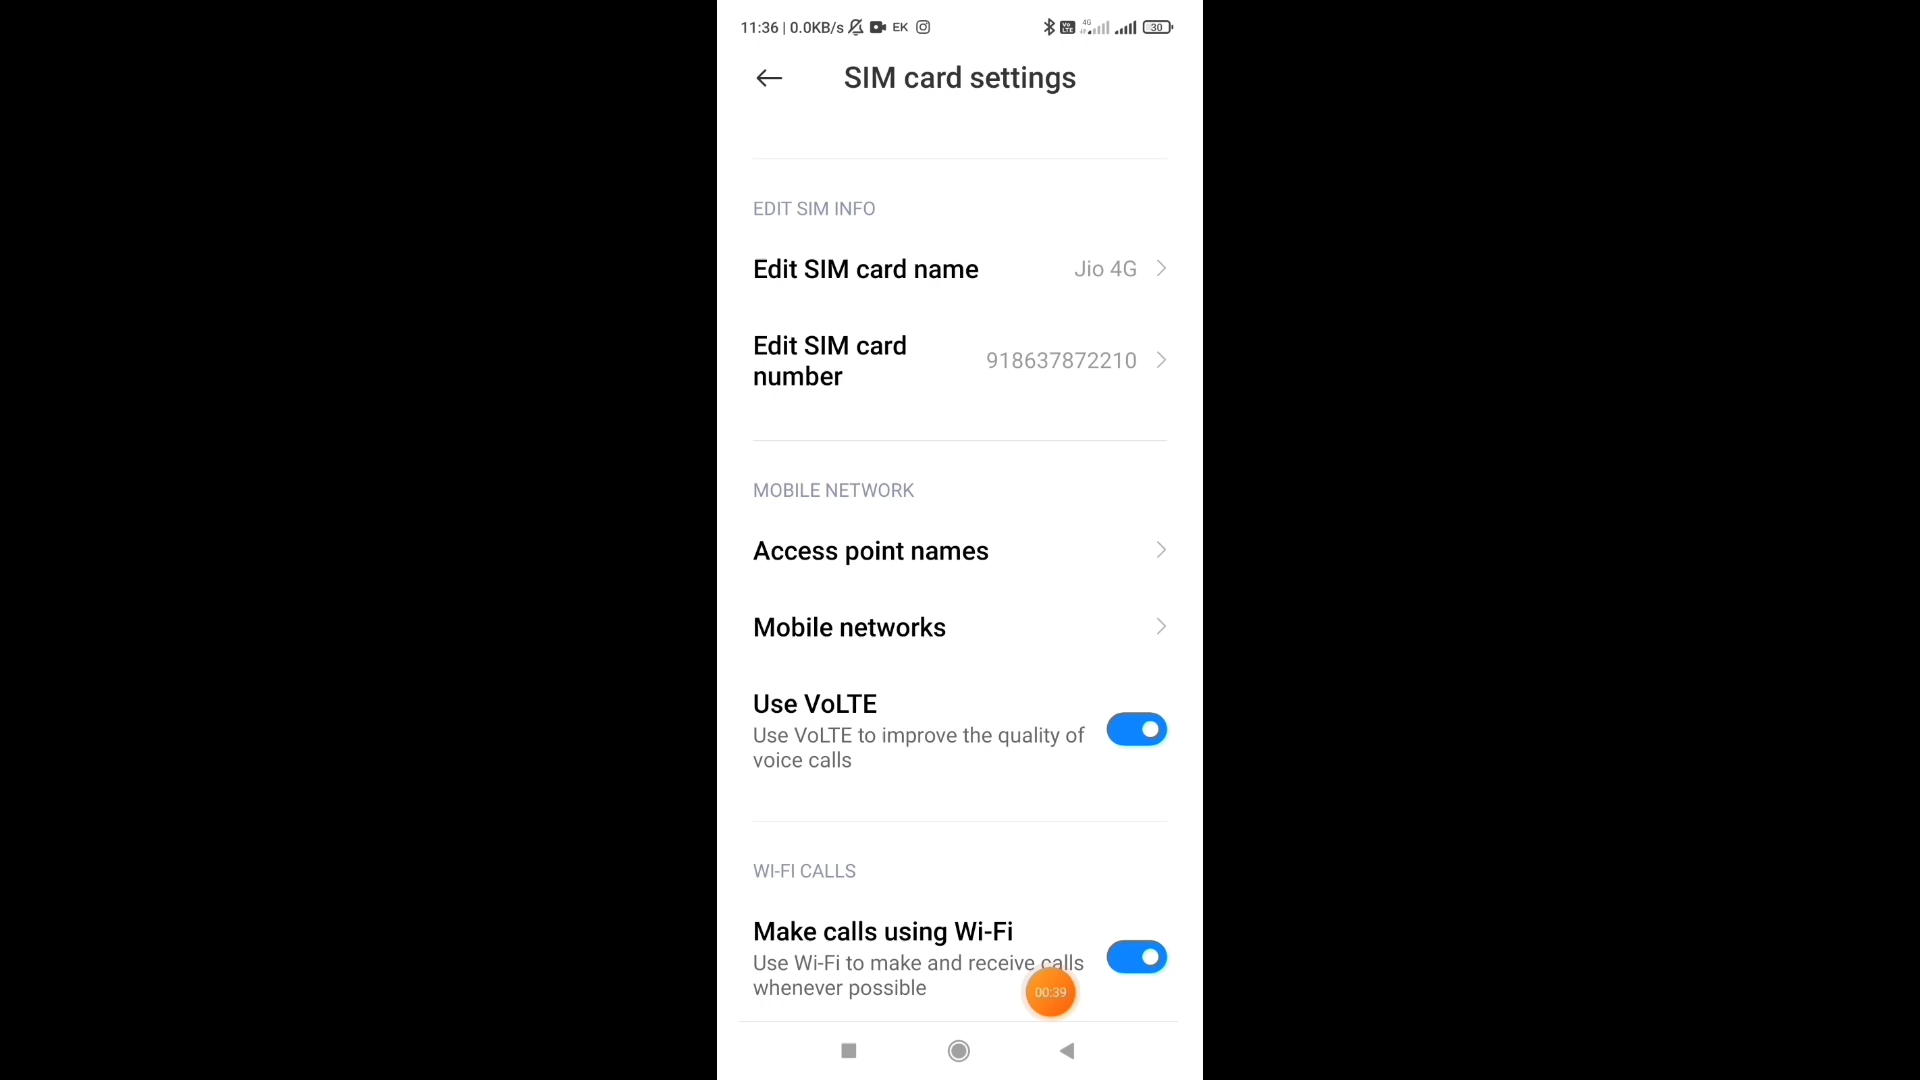 11:36 | 0.0KB/s EK 4G 30
SIM card settings
EDIT SIM INFO
Edit SIM card name Jio 4G
Edit SIM card
number 918637872210
MOBILE NETWORK
Access point names
Mobile networks
Use VoLTE
Use VoLTE to improve the quality of
voice calls
WI-FI CALLS
Make calls using Wi-Fi
Use Wi-Fi to make and receive calls
whenever possible
00:39